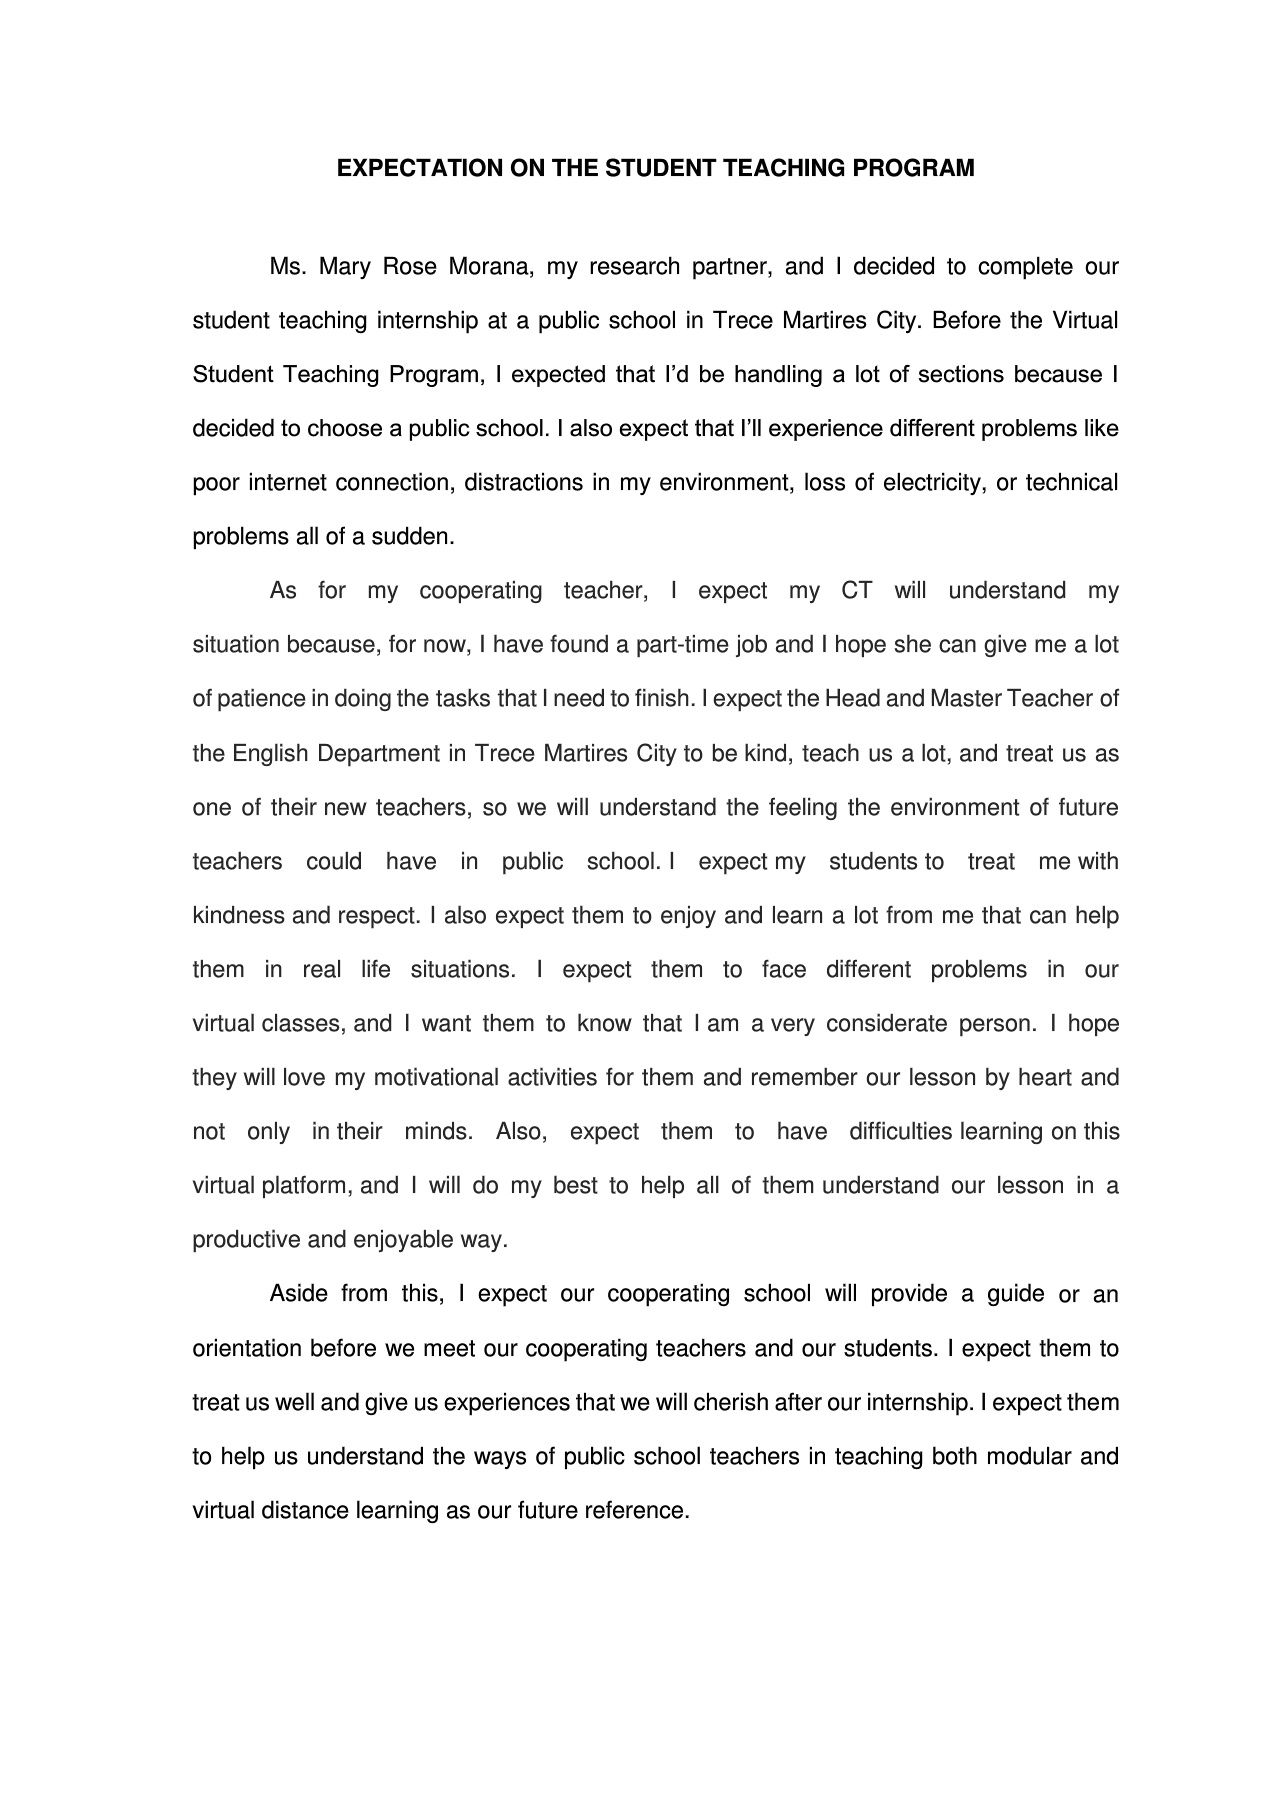 EXPECTATION ON THE STUDENT TEACHING PROGRAM
Ms. Mary Rose Morana, my research partner, and I decided to complete our
student teaching internship at a public school in Trece Martires City. Before the Virtual
Student Teaching Program, I expected that I’d be handling a lot of sections because I
decided to choose a public school. I also expect that I’ll experience different problems like
poor internet connection, distractions in my environment, loss of electricity, or technical
problems all of a sudden.
As for my cooperating teacher, I expect my CT will understand my
situation because, for now, I have found a part-time job and I hope she can give me a lot
of patience in doing the tasks that I need to finish. I expect the Head and Master Teacher of
the English Department in Trece Martires City to be kind, teach us a lot, and treat us as
one of their new teachers, so we will understand the feeling the environment of future
teachers could have in public school. I expect my students to treat me with
kindness and respect. I also expect them to enjoy and learn a lot from me that can help
them in real life situations. I expect them to face different problems in our
virtual classes, and I want them to know that I am a very considerate person. I hope
they will love my motivational activities for them and remember our lesson by heart and
not only in their minds. Also, expect them to have difficulties learning on this
virtual platform, and I will do my best to help all of them understand our lesson in a
productive and enjoyable way.
Aside from this, I expect our cooperating school will provide a guide or an
orientation before we meet our cooperating teachers and our students. I expect them to
treat us well and give us experiences that we will cherish after our internship. I expect them
to help us understand the ways of public school teachers in teaching both modular and
virtual distance learning as our future reference.